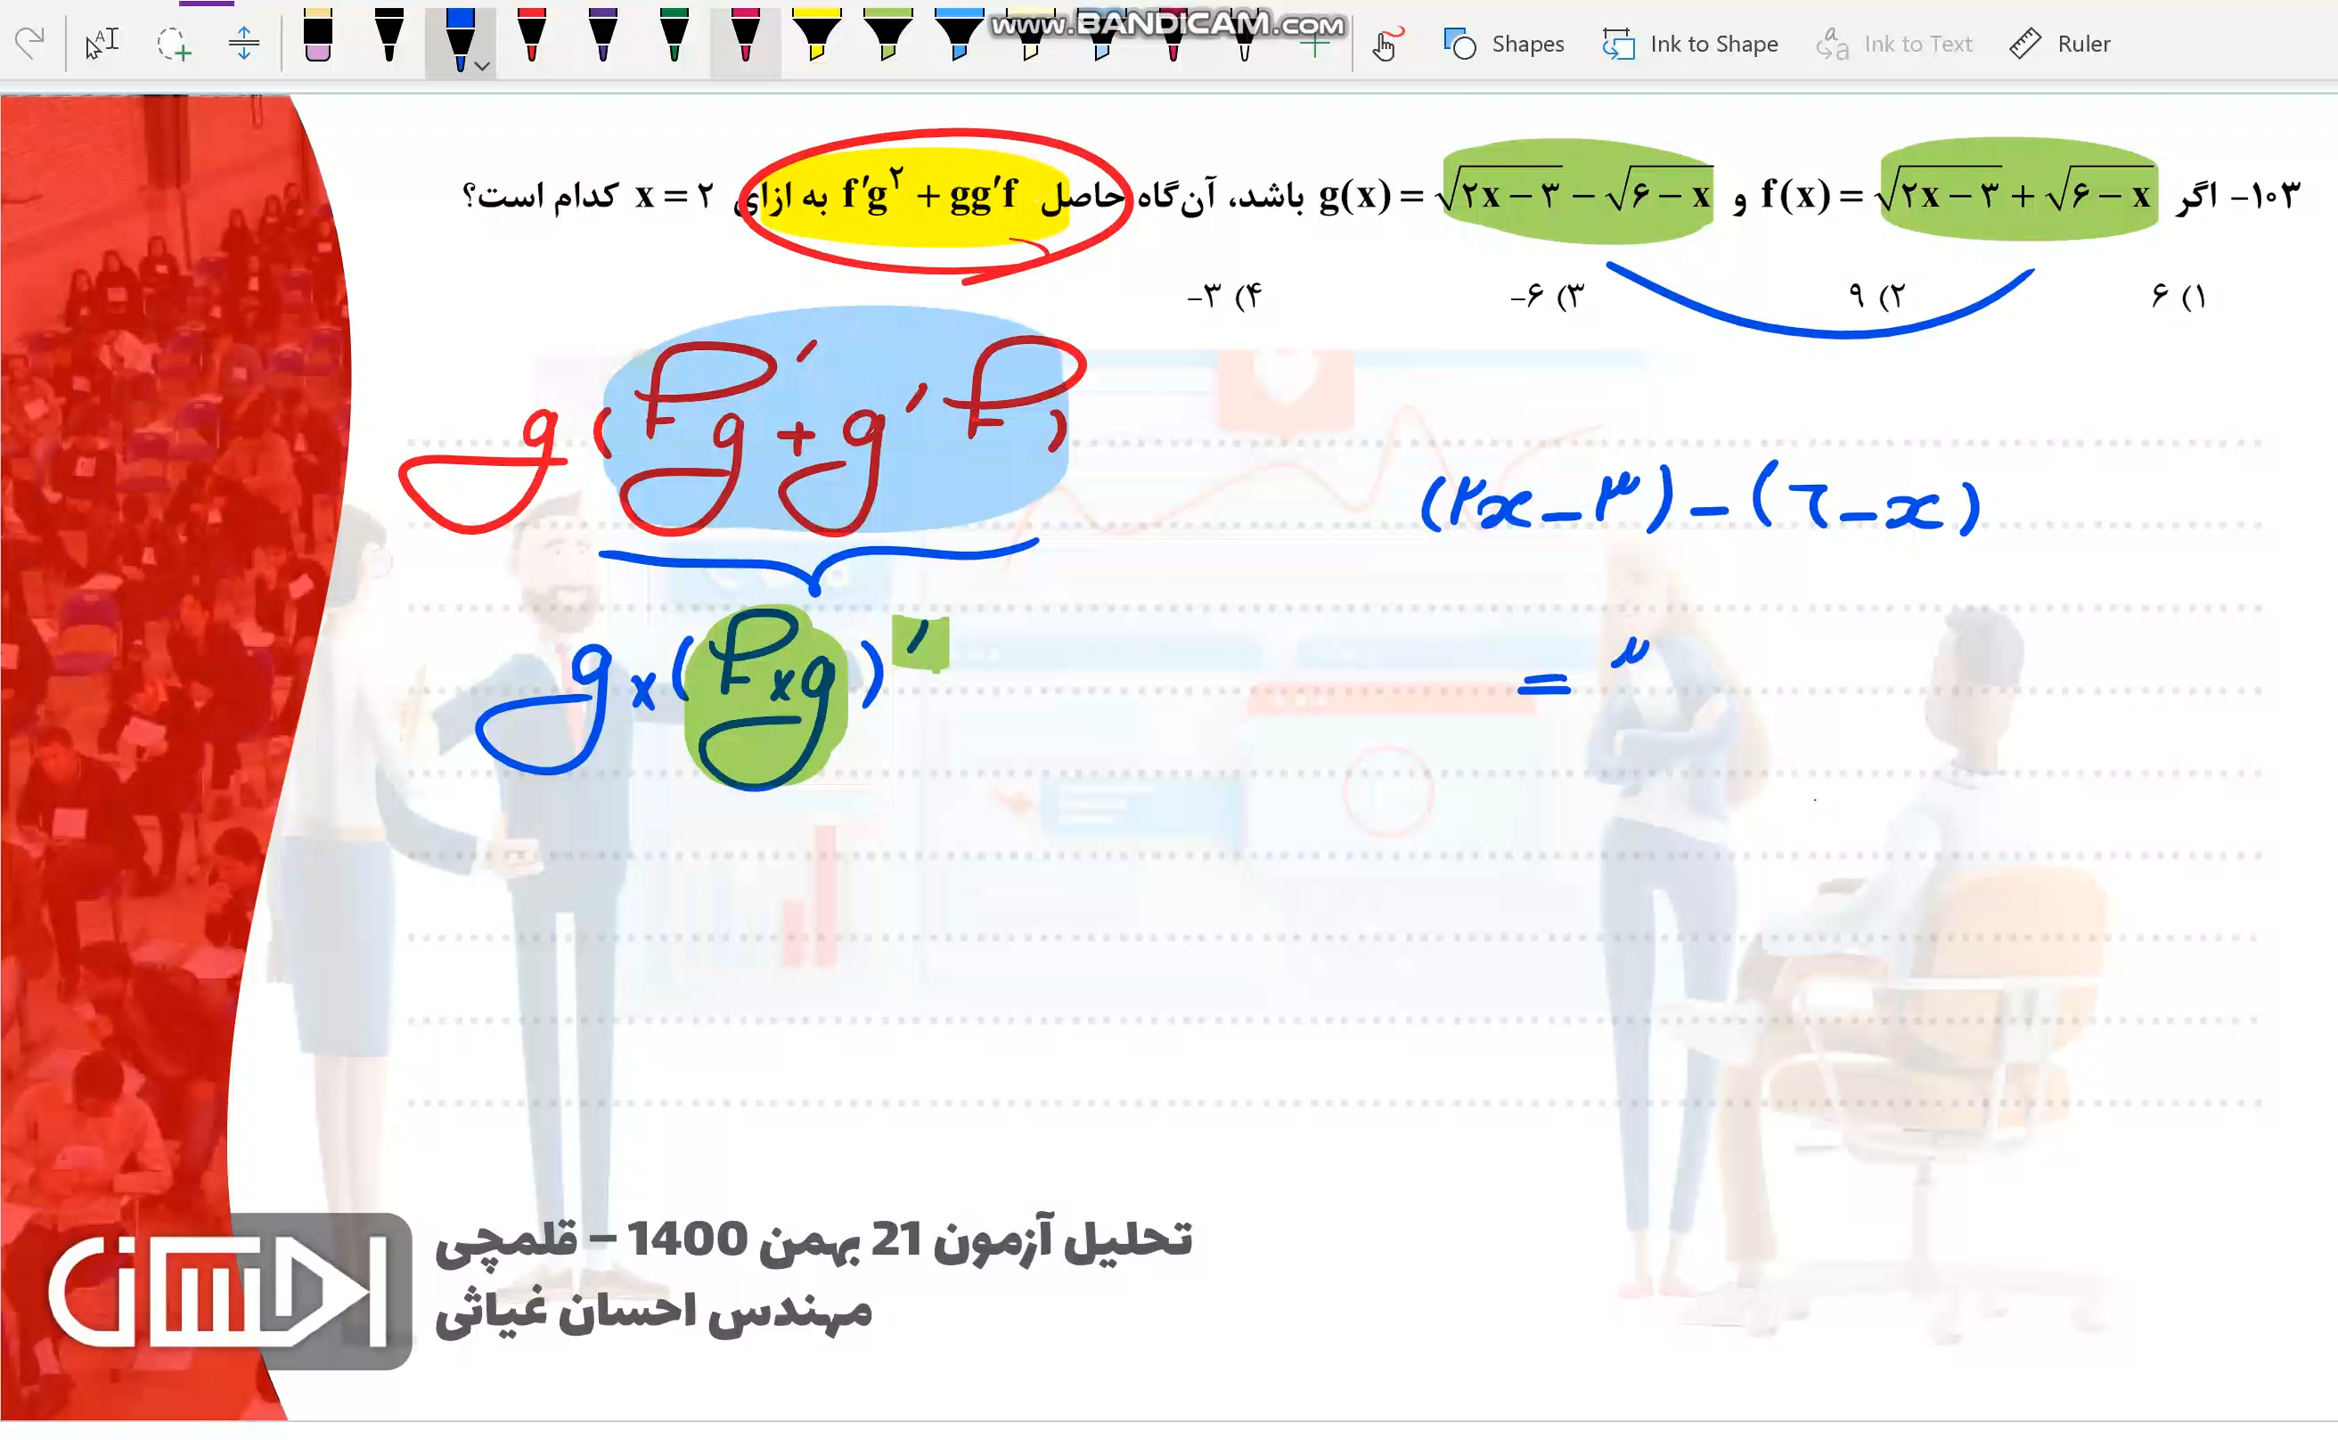 www.BANDICAM.com
Shapes Ink to Shape Ink to Text Ruler
۱۰۳- اگر f(x) = √(۲x − ۳) + √(۶ − x) و g(x) = √(۲x − ۳) − √(۶ − x) باشد، آن‌گاه حاصل f′g² + gg′f به ازای x = ۲ کدام است؟
۱) ۶ ۲) ۹ ۳) −۶ ۴) −۳
g(f′g + g′f)
(۲x − ۳) − (۶ − x)
g × (f × g)′
=
تحلیل آزمون 21 بهمن 1400 – قلمچی
مهندس احسان غیاثی